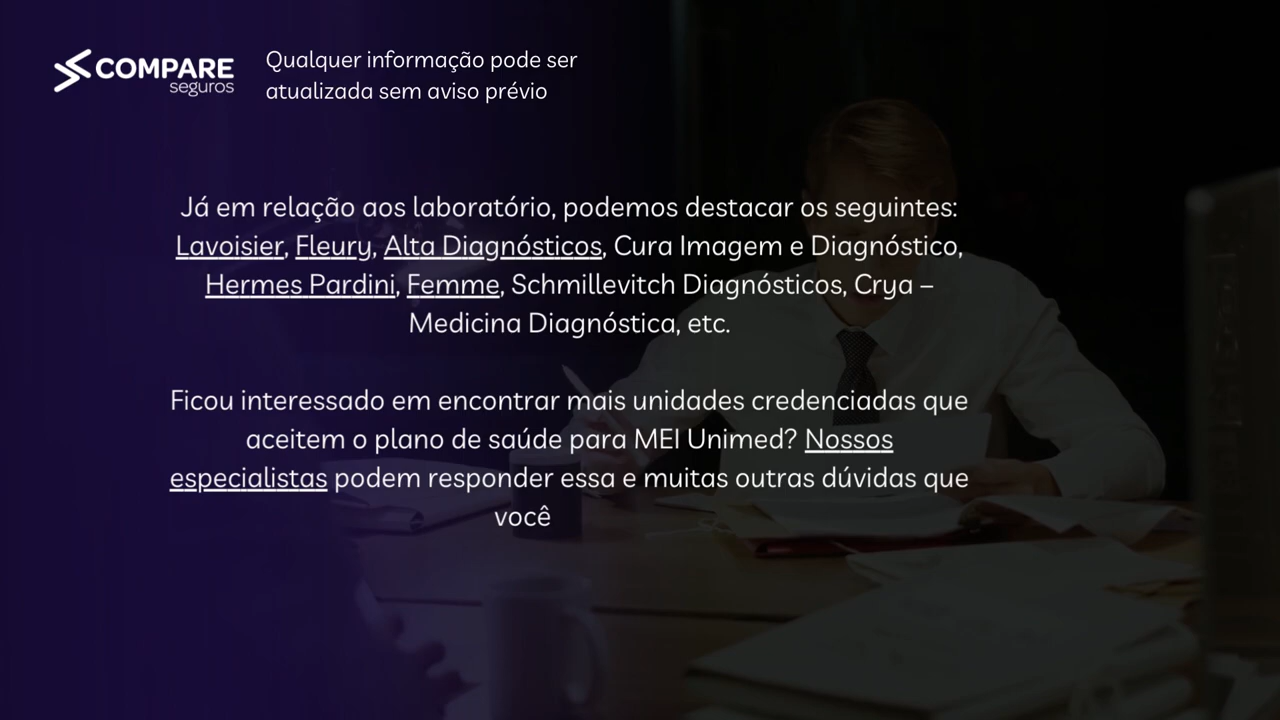 COMPARE
seguros
Qualquer informação pode ser
atualizada sem aviso prévio
Já em relação aos laboratório, podemos destacar os seguintes:
Lavoisier, Fleury, Alta Diagnósticos, Cura Imagem e Diagnóstico,
Hermes Pardini, Femme, Schmillevitch Diagnósticos, Crya –
Medicina Diagnóstica, etc.
Ficou interessado em encontrar mais unidades credenciadas que
aceitem o plano de saúde para MEI Unimed? Nossos
especialistas podem responder essa e muitas outras dúvidas que
você